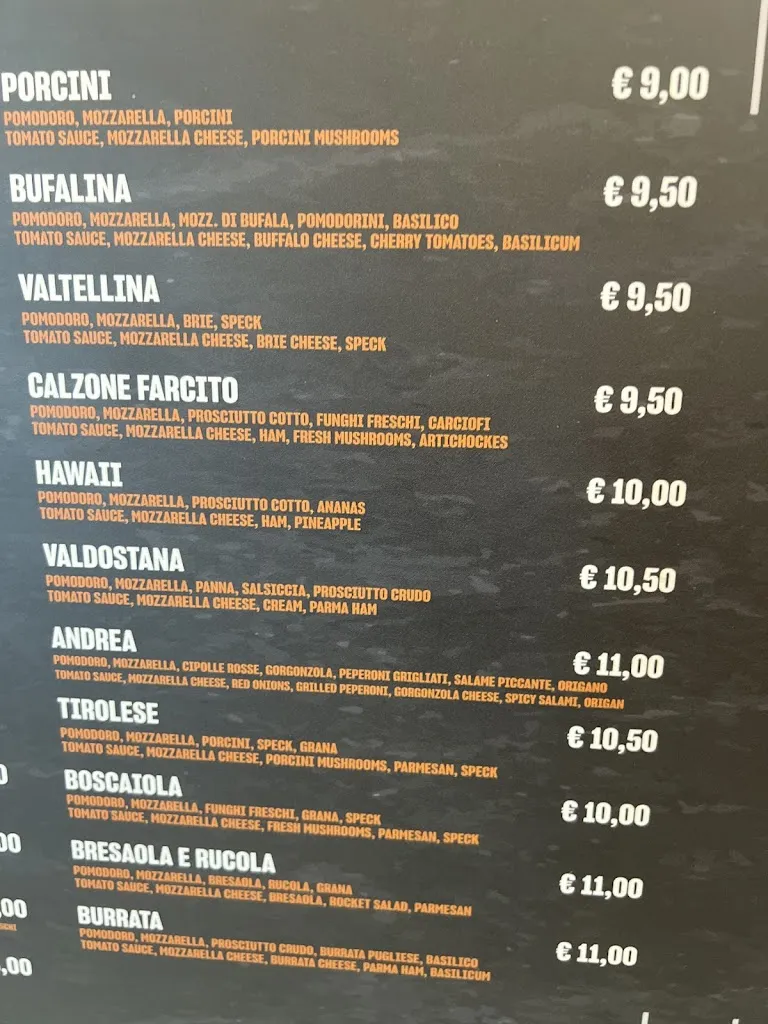 PORCINI € 9,00
POMODORO, MOZZARELLA, PORCINI
TOMATO SAUCE, MOZZARELLA CHEESE, PORCINI MUSHROOMS
BUFALINA € 9,50
POMODORO, MOZZARELLA, MOZZ. DI BUFALA, POMODORINI, BASILICO
TOMATO SAUCE, MOZZARELLA CHEESE, BUFFALO CHEESE, CHERRY TOMATOES, BASILICUM
VALTELLINA € 9,50
POMODORO, MOZZARELLA, BRIE, SPECK
TOMATO SAUCE, MOZZARELLA CHEESE, BRIE CHEESE, SPECK
CALZONE FARCITO € 9,50
POMODORO, MOZZARELLA, PROSCIUTTO COTTO, FUNGHI FRESCHI, CARCIOFI
TOMATO SAUCE, MOZZARELLA CHEESE, HAM, FRESH MUSHROOMS, ARTICHOCKES
HAWAII € 10,00
POMODORO, MOZZARELLA, PROSCIUTTO COTTO, ANANAS
TOMATO SAUCE, MOZZARELLA CHEESE, HAM, PINEAPPLE
VALDOSTANA € 10,50
POMODORO, MOZZARELLA, PANNA, SALSICCIA, PROSCIUTTO CRUDO
TOMATO SAUCE, MOZZARELLA CHEESE, CREAM, PARMA HAM
ANDREA € 11,00
POMODORO, MOZZARELLA, CIPOLLE ROSSE, GORGONZOLA, PEPERONI GRIGLIATI, SALAME PICCANTE, ORIGANO
TOMATO SAUCE, MOZZARELLA CHEESE, RED ONIONS, GRILLED PEPERONI, GORGONZOLA CHEESE, SPICY SALAMI, ORIGAN
TIROLESE € 10,50
POMODORO, MOZZARELLA, PORCINI, SPECK, GRANA
TOMATO SAUCE, MOZZARELLA CHEESE, PORCINI MUSHROOMS, PARMESAN, SPECK
BOSCAIOLA € 10,00
POMODORO, MOZZARELLA, FUNGHI FRESCHI, GRANA, SPECK
TOMATO SAUCE, MOZZARELLA CHEESE, FRESH MUSHROOMS, PARMESAN, SPECK
BRESAOLA E RUCOLA € 11,00
POMODORO, MOZZARELLA, BRESAOLA, RUCOLA, GRANA
TOMATO SAUCE, MOZZARELLA CHEESE, BRESAOLA, ROCKET SALAD, PARMESAN
BURRATA € 11,00
POMODORO, MOZZARELLA, PROSCIUTTO CRUDO, BURRATA PUGLIESE, BASILICO
TOMATO SAUCE, MOZZARELLA CHEESE, BURRATA CHEESE, PARMA HAM, BASILICUM